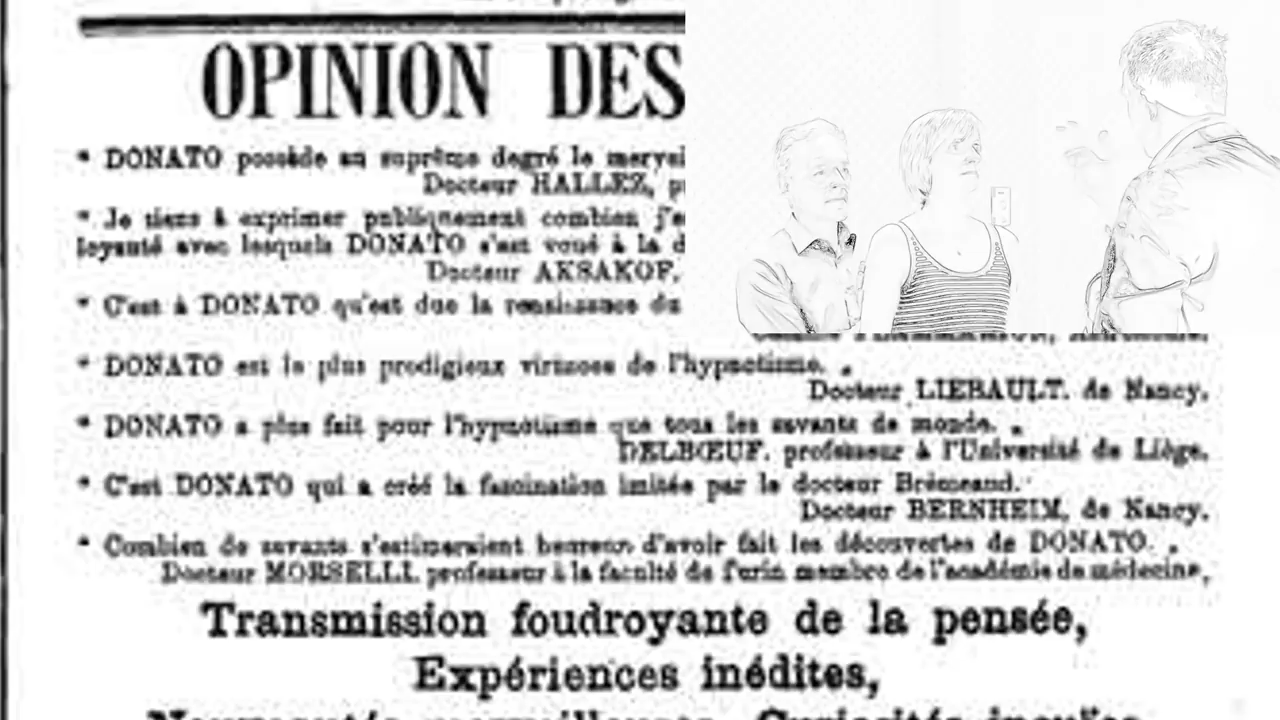 OPINION DES
" DONATO possède au suprême degré le mervei
Docteur HALLEZ, p
" Je tiens à exprimer publiquement combien j'e
loyauté avec lesquels DONATO s'est voué à la d
Docteur AKSAKOF.
" C'est à DONATO qu'est due la renaissance du
" DONATO est le plus prodigieux virtuose de l'hypnotisme. „
Docteur LIEBAULT. de Nancy.
" DONATO a plus fait pour l'hypnotisme que tous les savants de monde. „
DELBŒUF. professeur à l'Université de Liège.
" C'est DONATO qui a créé la fascination imitée par le docteur Brémeand.
Docteur BERNHEIM, de Nancy.
" Combien de savants s'estimeraient heureux d'avoir fait les découvertes de DONATO. „
Docteur MORSELLI. professeur à la faculté de Turin membre de l'académie de médecine,
Transmission foudroyante de la pensée,
Expériences inédites,